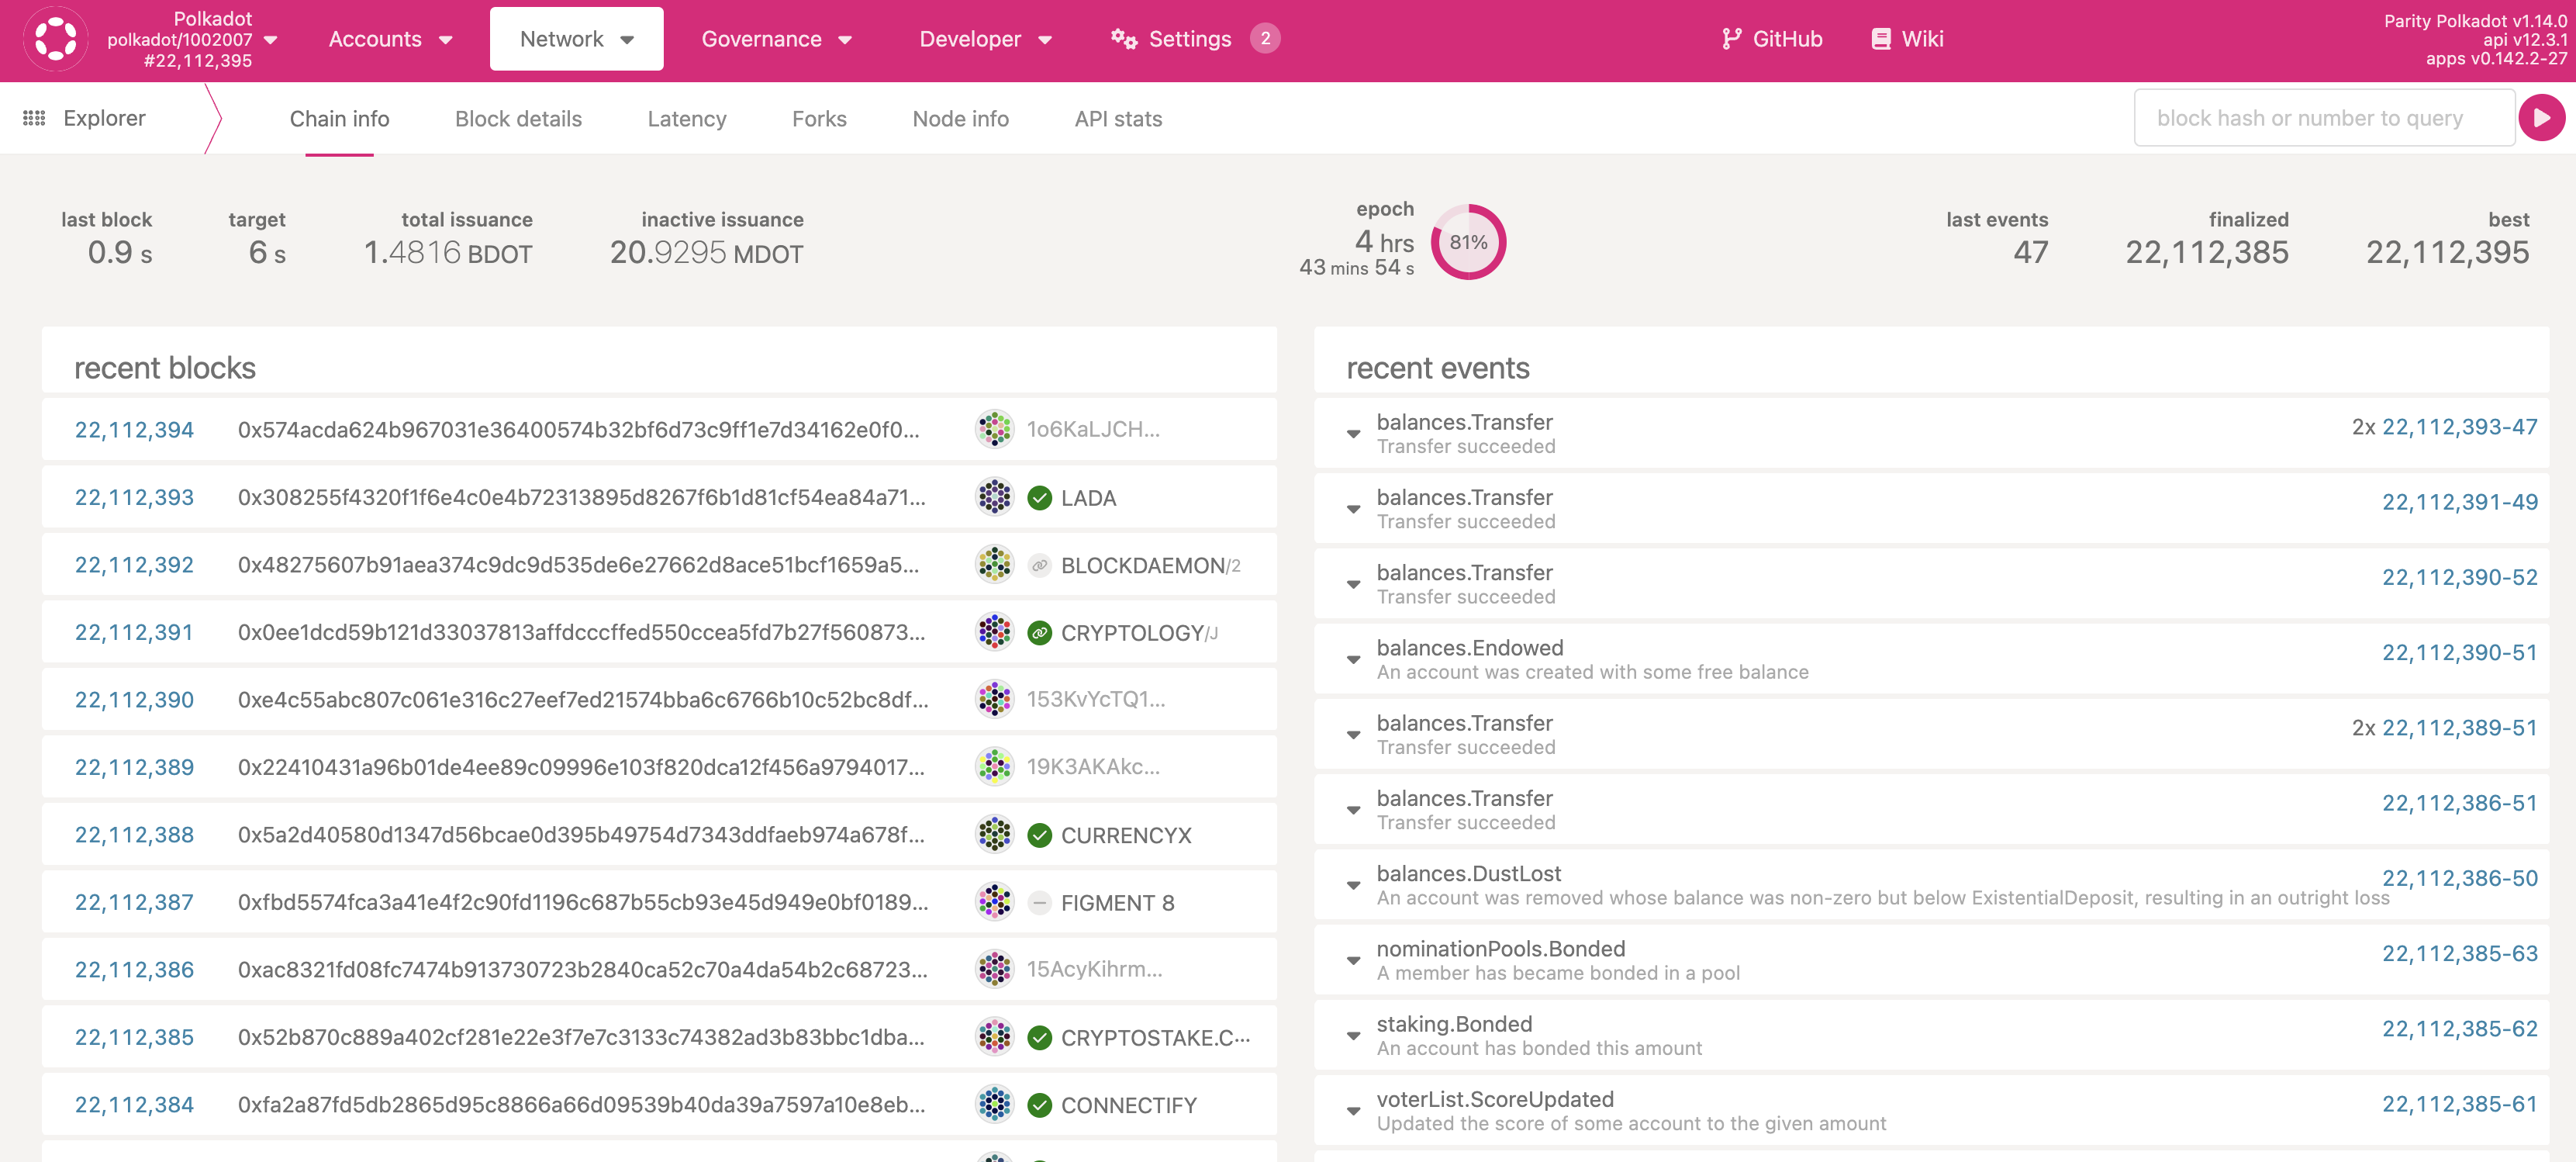 Polkadot
polkadot/1002007
#22,112,395
Accounts
Network
Governance
Developer
Settings 2
GitHub
Wiki
Parity Polkadot v1.14.0
api v12.3.1
apps v0.142.2-27
Explorer
Chain info
Block details
Latency
Forks
Node info
API stats
block hash or number to query
last block
0.9 s
target
6 s
total issuance
1.4816 BDOT
inactive issuance
20.9295 MDOT
epoch
4 hrs
43 mins 54 s
81%
last events
47
finalized
22,112,385
best
22,112,395
recent blocks
22,112,394 0x574acda624b967031e36400574b32bf6d73c9ff1e7d34162e0f0... 1o6KaLJCH...
22,112,393 0x308255f4320f1f6e4c0e4b72313895d8267f6b1d81cf54ea84a71... LADA
22,112,392 0x48275607b91aea374c9dc9d535de6e27662d8ace51bcf1659a5... BLOCKDAEMON/2
22,112,391 0x0ee1dcd59b121d33037813affdcccffed550ccea5fd7b27f560873... CRYPTOLOGY/J
22,112,390 0xe4c55abc807c061e316c27eef7ed21574bba6c6766b10c52bc8df... 153KvYcTQ1...
22,112,389 0x22410431a96b01de4ee89c09996e103f820dca12f456a9794017... 19K3AKAkc...
22,112,388 0x5a2d40580d1347d56bcae0d395b49754d7343ddfaeb974a678f... CURRENCYX
22,112,387 0xfbd5574fca3a41e4f2c90fd1196c687b55cb93e45d949e0bf0189... FIGMENT 8
22,112,386 0xac8321fd08fc7474b913730723b2840ca52c70a4da54b2c68723... 15AcyKihrm...
22,112,385 0x52b870c889a402cf281e22e3f7e7c3133c74382ad3b83bbc1dba... CRYPTOSTAKE.C...
22,112,384 0xfa2a87fd5db2865d95c8866a66d09539b40da39a7597a10e8eb... CONNECTIFY
recent events
balances.Transfer 2x 22,112,393-47
Transfer succeeded
balances.Transfer 22,112,391-49
Transfer succeeded
balances.Transfer 22,112,390-52
Transfer succeeded
balances.Endowed 22,112,390-51
An account was created with some free balance
balances.Transfer 2x 22,112,389-51
Transfer succeeded
balances.Transfer 22,112,386-51
Transfer succeeded
balances.DustLost 22,112,386-50
An account was removed whose balance was non-zero but below ExistentialDeposit, resulting in an outright loss
nominationPools.Bonded 22,112,385-63
A member has became bonded in a pool
staking.Bonded 22,112,385-62
An account has bonded this amount
voterList.ScoreUpdated 22,112,385-61
Updated the score of some account to the given amount